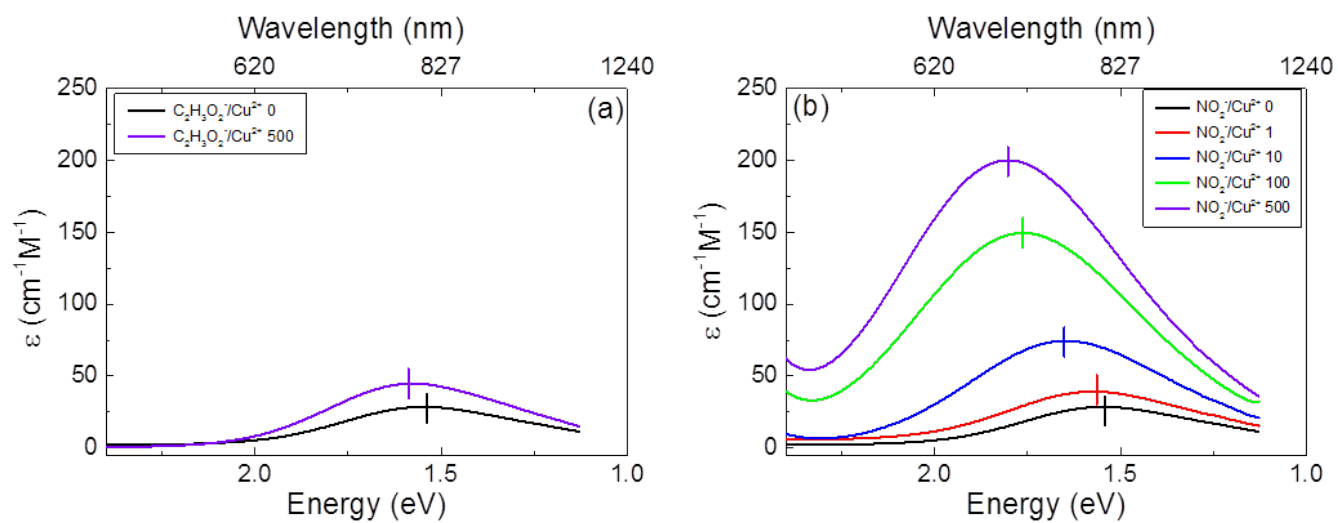 Wavelength (nm)
620 827 1240
250
200
150
100
50
0
ε (cm⁻¹M⁻¹)
C₂H₃O₂⁻/Cu²⁺ 0
C₂H₃O₂⁻/Cu²⁺ 500
(a)
2.0 1.5 1.0
Energy (eV)
Wavelength (nm)
620 827 1240
250
200
150
100
50
0
ε (cm⁻¹M⁻¹)
(b)
NO₂⁻/Cu²⁺ 0
NO₂⁻/Cu²⁺ 1
NO₂⁻/Cu²⁺ 10
NO₂⁻/Cu²⁺ 100
NO₂⁻/Cu²⁺ 500
2.0 1.5 1.0
Energy (eV)